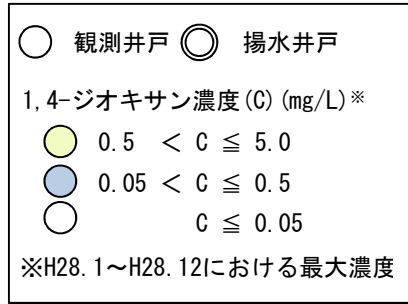 観測井戸 揚水井戸
1,4-ジオキサン濃度(C)(mg/L)※
0.5 < C ≦ 5.0
0.05 < C ≦ 0.5
C ≦ 0.05
※H28.1～H28.12における最大濃度